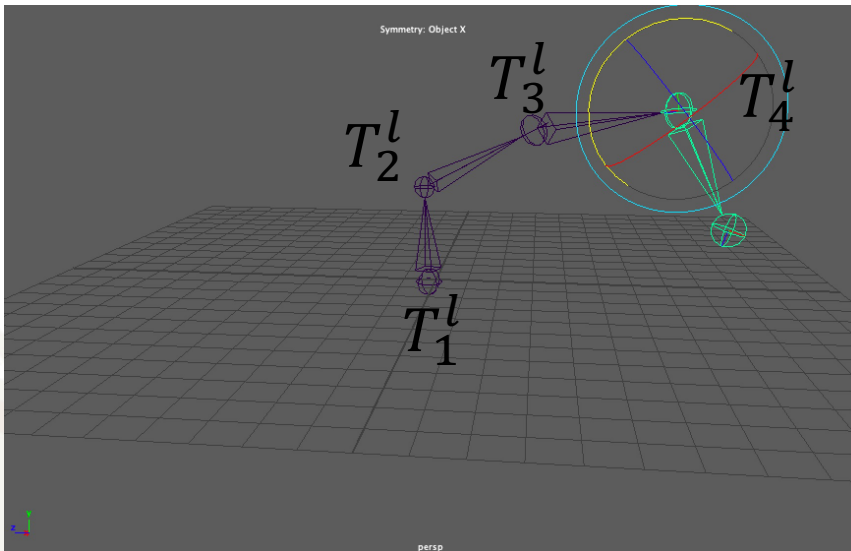 Symmetry: Object X
T_3^l
T_4^l
T_2^l
T_1^l
y
z
persp